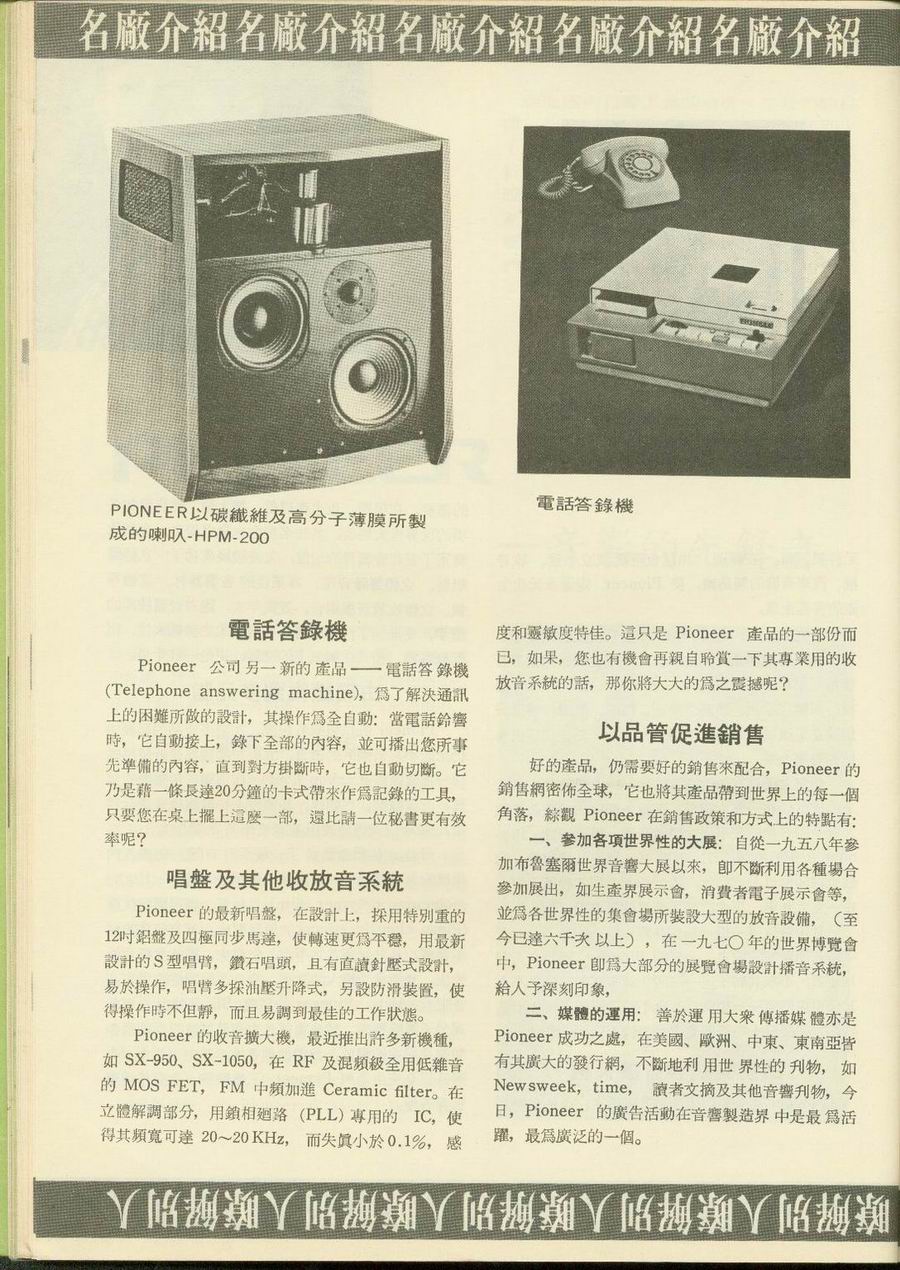 名廠介紹名廠介紹名廠介紹名廠介紹名廠介紹
PIONEER以碳纖維及高分子薄膜所製
成的喇叭-HPM-200
PIONEER
電話答錄機
電話答錄機
Pioneer 公司另一新的產品——電話答錄機
(Telephone answering machine)，爲了解決通訊
上的困難所做的設計，其操作爲全自動：當電話鈴響
時，它自動接上，錄下全部的內容，並可播出您所事
先準備的內容，直到對方掛斷時，它也自動切斷。它
乃是藉一條長達20分鐘的卡式帶來作爲記錄的工具，
只要您在桌上擺上這麼一部，還比請一位秘書更有效
率呢？
唱盤及其他收放音系統
Pioneer 的最新唱盤，在設計上，採用特別重的
12吋鋁盤及四極同步馬達，使轉速更爲平穩，用最新
設計的S型唱臂，鑽石唱頭，且有直讀針壓式設計，
易於操作，唱臂多採油壓升降式，另設防滑裝置，使
得操作時不但靜，而且易調到最佳的工作狀態。
Pioneer 的收音擴大機，最近推出許多新機種，
如 SX-950、SX-1050，在 RF 及混頻級全用低雜音
的 MOS FET，FM 中頻加進 Ceramic filter。在
立體解調部分，用鎖相廻路 (PLL) 專用的 IC，使
得其頻寬可達 20～20KHz，而失眞小於0.1%，感
度和靈敏度特佳。這只是 Pioneer 產品的一部份而
已，如果，您也有機會再親自聆賞一下其專業用的收
放音系統的話，那你將大大的爲之震撼呢？
以品管促進銷售
好的產品，仍需要好的銷售來配合，Pioneer 的
銷售網密佈全球，它也將其產品帶到世界上的每一個
角落，綜觀 Pioneer 在銷售政策和方式上的特點有：
一、參加各項世界性的大展：自從一九五八年參
加布魯塞爾世界音響大展以來，卽不斷利用各種場合
參加展出，如生產界展示會，消費者電子展示會等，
並爲各世界性的集會場所裝設大型的放音設備，（至
今已達六千次以上），在一九七〇年的世界博覽會
中，Pioneer 卽爲大部分的展覽會場設計播音系統，
給人予深刻印象，
二、媒體的運用：善於運用大衆傳播媒體亦是
Pioneer 成功之處，在美國、歐洲、中東、東南亞皆
有其廣大的發行網，不斷地利用世界性的刋物，如
Newsweek，time，讀者文摘及其他音響刋物，今
日，Pioneer 的廣告活動在音響製造界中是最爲活
躍，最爲廣泛的一個。
瞭解別人瞭解別人瞭解別人瞭解別人瞭解別人